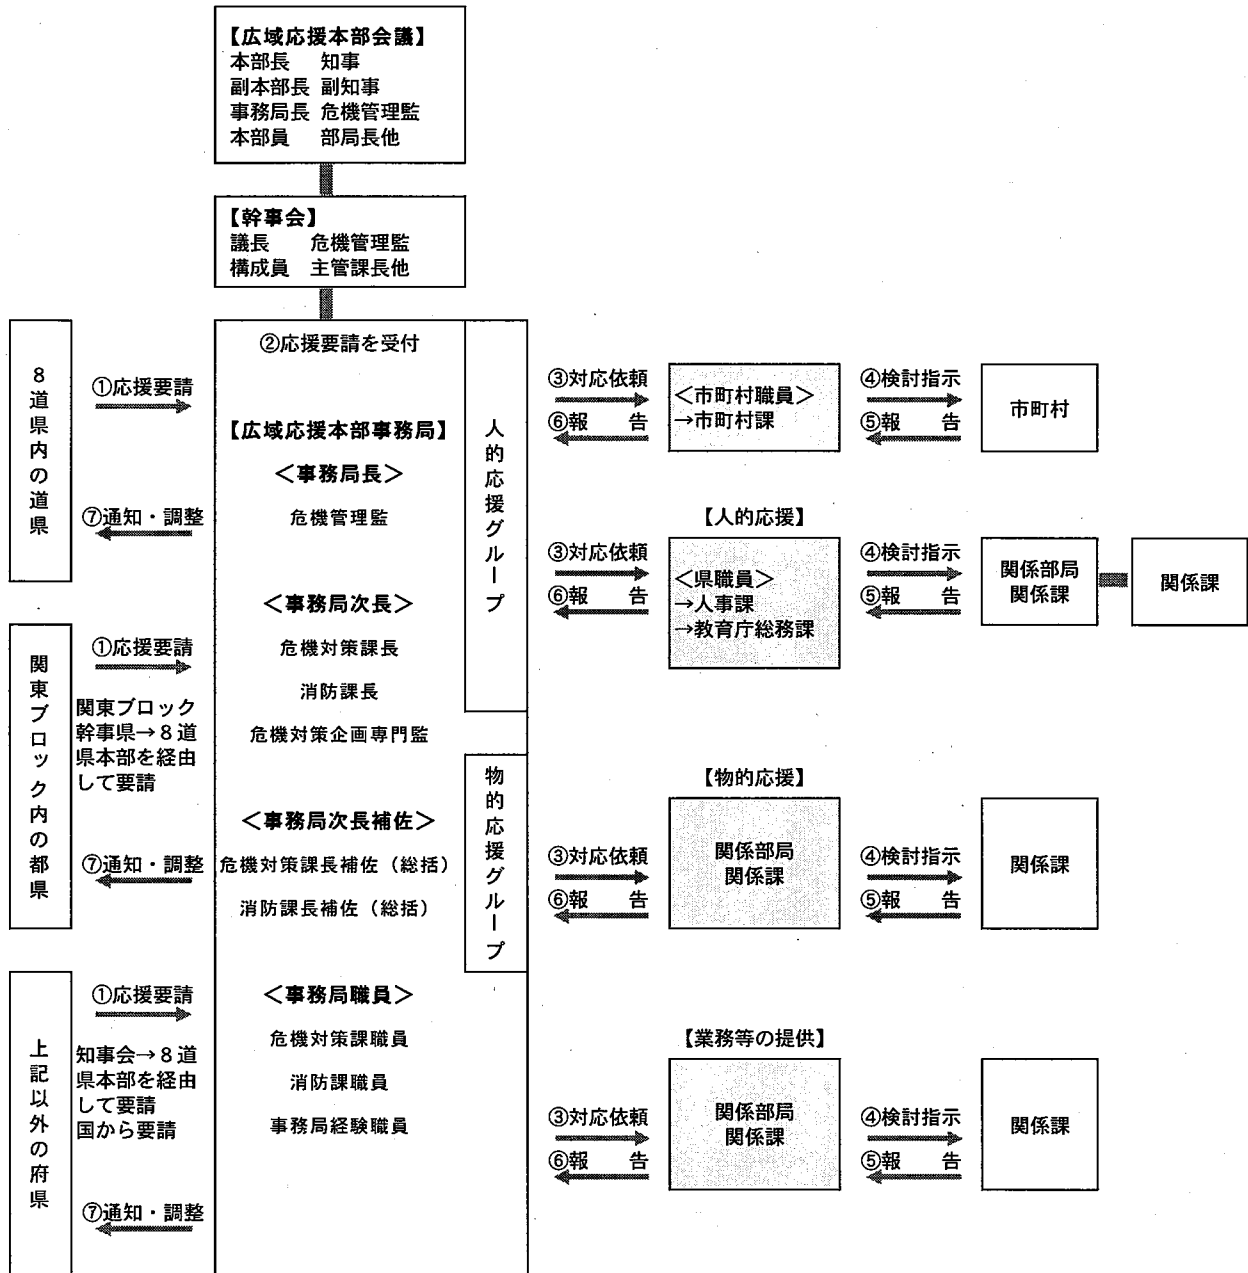 【広域応援本部会議】
本部長　知事
副本部長　副知事
事務局長　危機管理監
本部員　部局長他
【幹事会】
議長　危機管理監
構成員　主管課長他
8道県内の道県
①応援要請
⑦通知・調整
関東ブロック内の都県
①応援要請
関東ブロック
幹事県→8道
県本部を経由
して要請
⑦通知・調整
上記以外の府県
①応援要請
知事会→8道
県本部を経由
して要請
国から要請
⑦通知・調整
②応援要請を受付
【広域応援本部事務局】
＜事務局長＞
危機管理監
＜事務局次長＞
危機対策課長
消防課長
危機対策企画専門監
＜事務局次長補佐＞
危機対策課長補佐（総括）
消防課長補佐（総括）
＜事務局職員＞
危機対策課職員
消防課職員
事務局経験職員
人的応援グループ
物的応援グループ
③対応依頼
⑥報　告
＜市町村職員＞
→市町村課
④検討指示
⑤報　告
市町村
【人的応援】
③対応依頼
⑥報　告
＜県職員＞
→人事課
→教育庁総務課
④検討指示
⑤報　告
関係部局
関係課
関係課
【物的応援】
③対応依頼
⑥報　告
関係部局
関係課
④検討指示
⑤報　告
関係課
【業務等の提供】
③対応依頼
⑥報　告
関係部局
関係課
④検討指示
⑤報　告
関係課